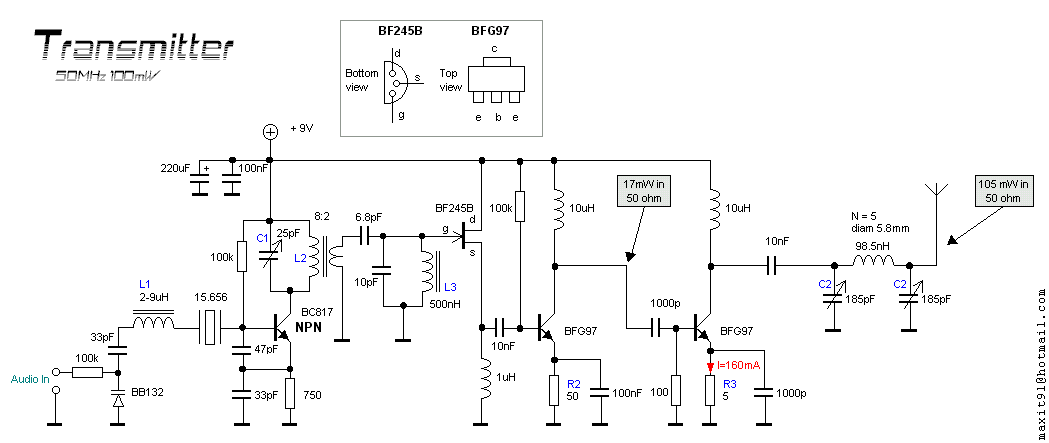 Transmitter
50MHz 100mW
BF245B
BFG97
Bottom
view
d
s
g
Top
view
c
e
b
e
+ 9V
220uF
+
100nF
17mW in
50 ohm
105 mW in
50 ohm
8:2
6.8pF
BF245B
d
g
s
100k
10uH
10uH
N = 5
diam 5.8mm
98.5nH
C1
25pF
L2
100k
10pF
L3
500nH
10nF
C2
185pF
C2
185pF
L1
2-9uH
15.656
BC817
NPN
10nF
BFG97
1000p
BFG97
33pF
47pF
100k
Audio In
BB132
33pF
750
1uH
R2
50
100nF
100
I=160mA
R3
5
1000p
maxit91@hotmail.com